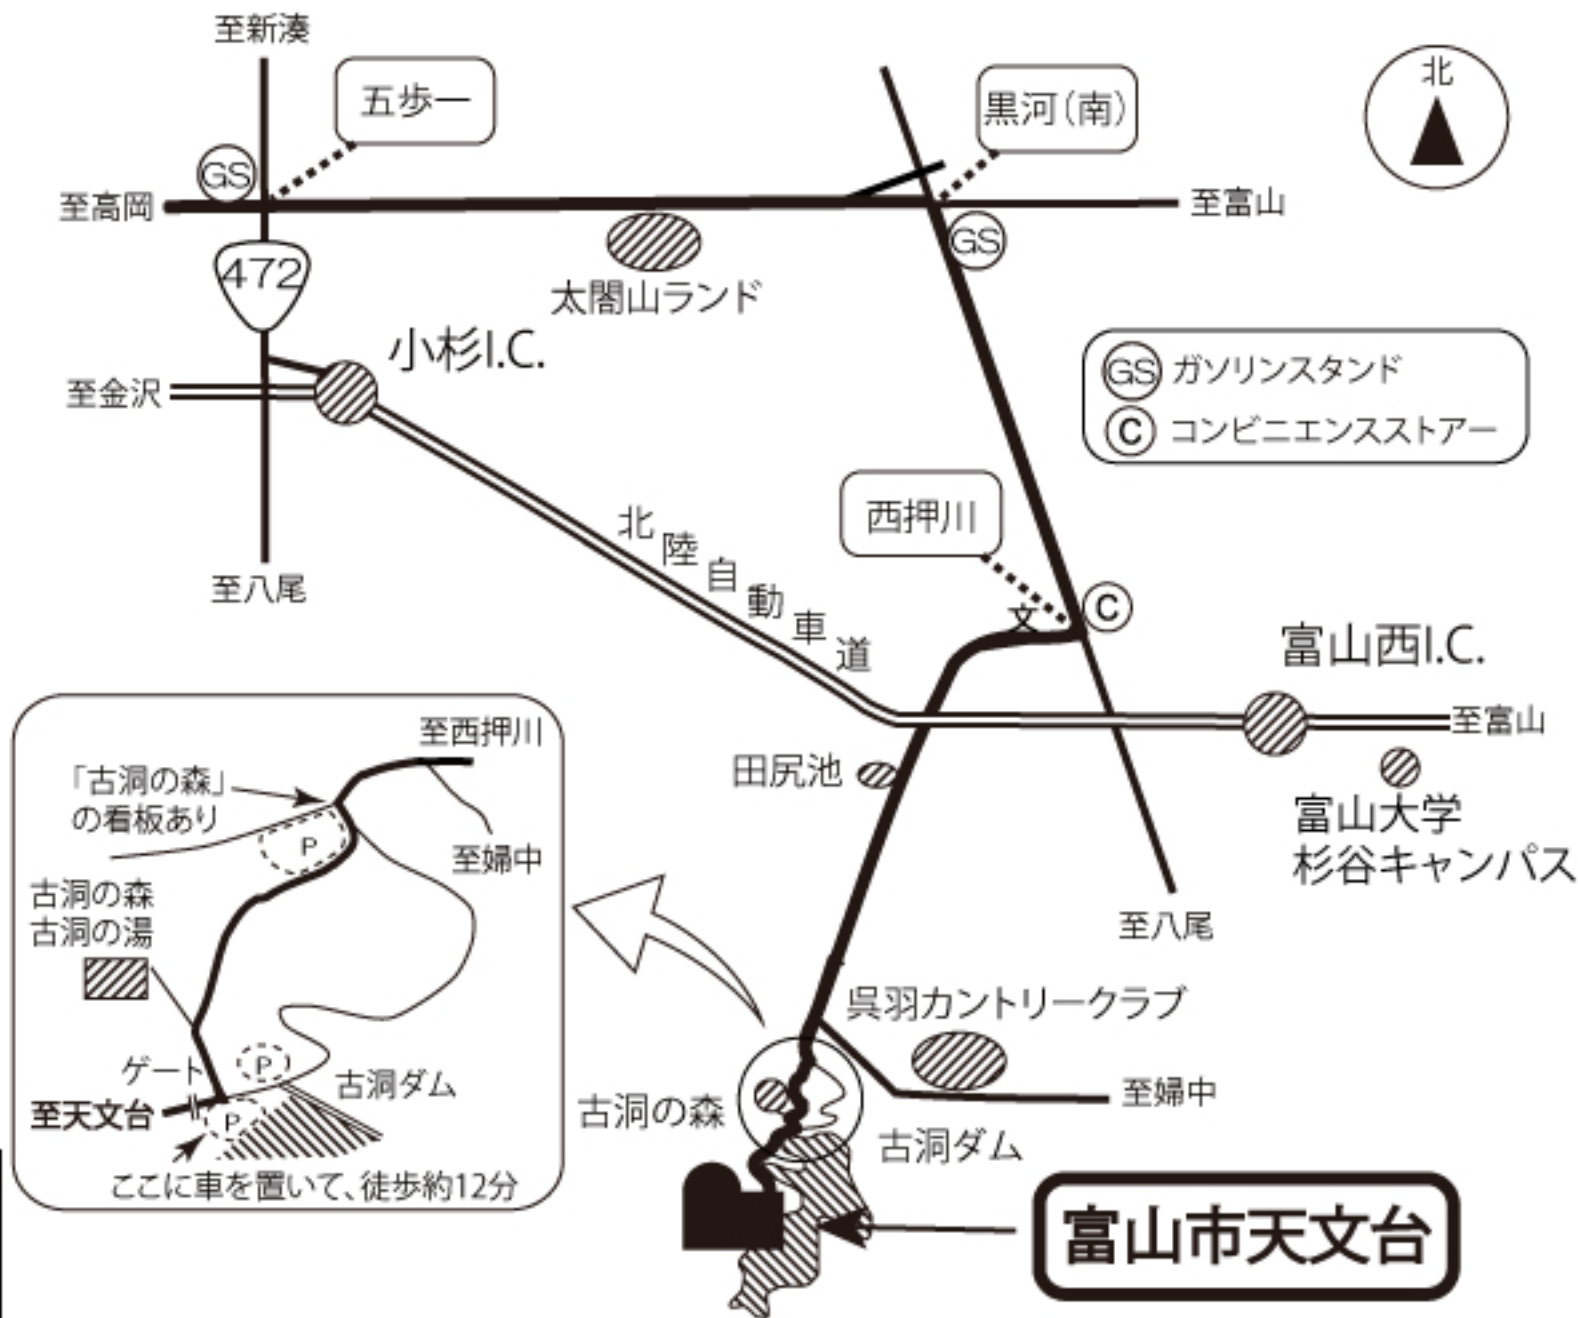 至新湊
五歩一
黒河(南)
北
GS
至高岡
至富山
GS
472
太閤山ランド
小杉I.C.
至金沢
GS ガソリンスタンド
C コンビニエンスストアー
西押川
北陸自動車道
至八尾
文
C
富山西I.C.
至富山
田尻池
富山大学
杉谷キャンパス
至八尾
至西押川
「古洞の森」
の看板あり
P
至婦中
古洞の森
古洞の湯
ゲート
P
古洞ダム
至天文台
P
ここに車を置いて、徒歩約12分
呉羽カントリークラブ
至婦中
古洞の森
古洞ダム
富山市天文台